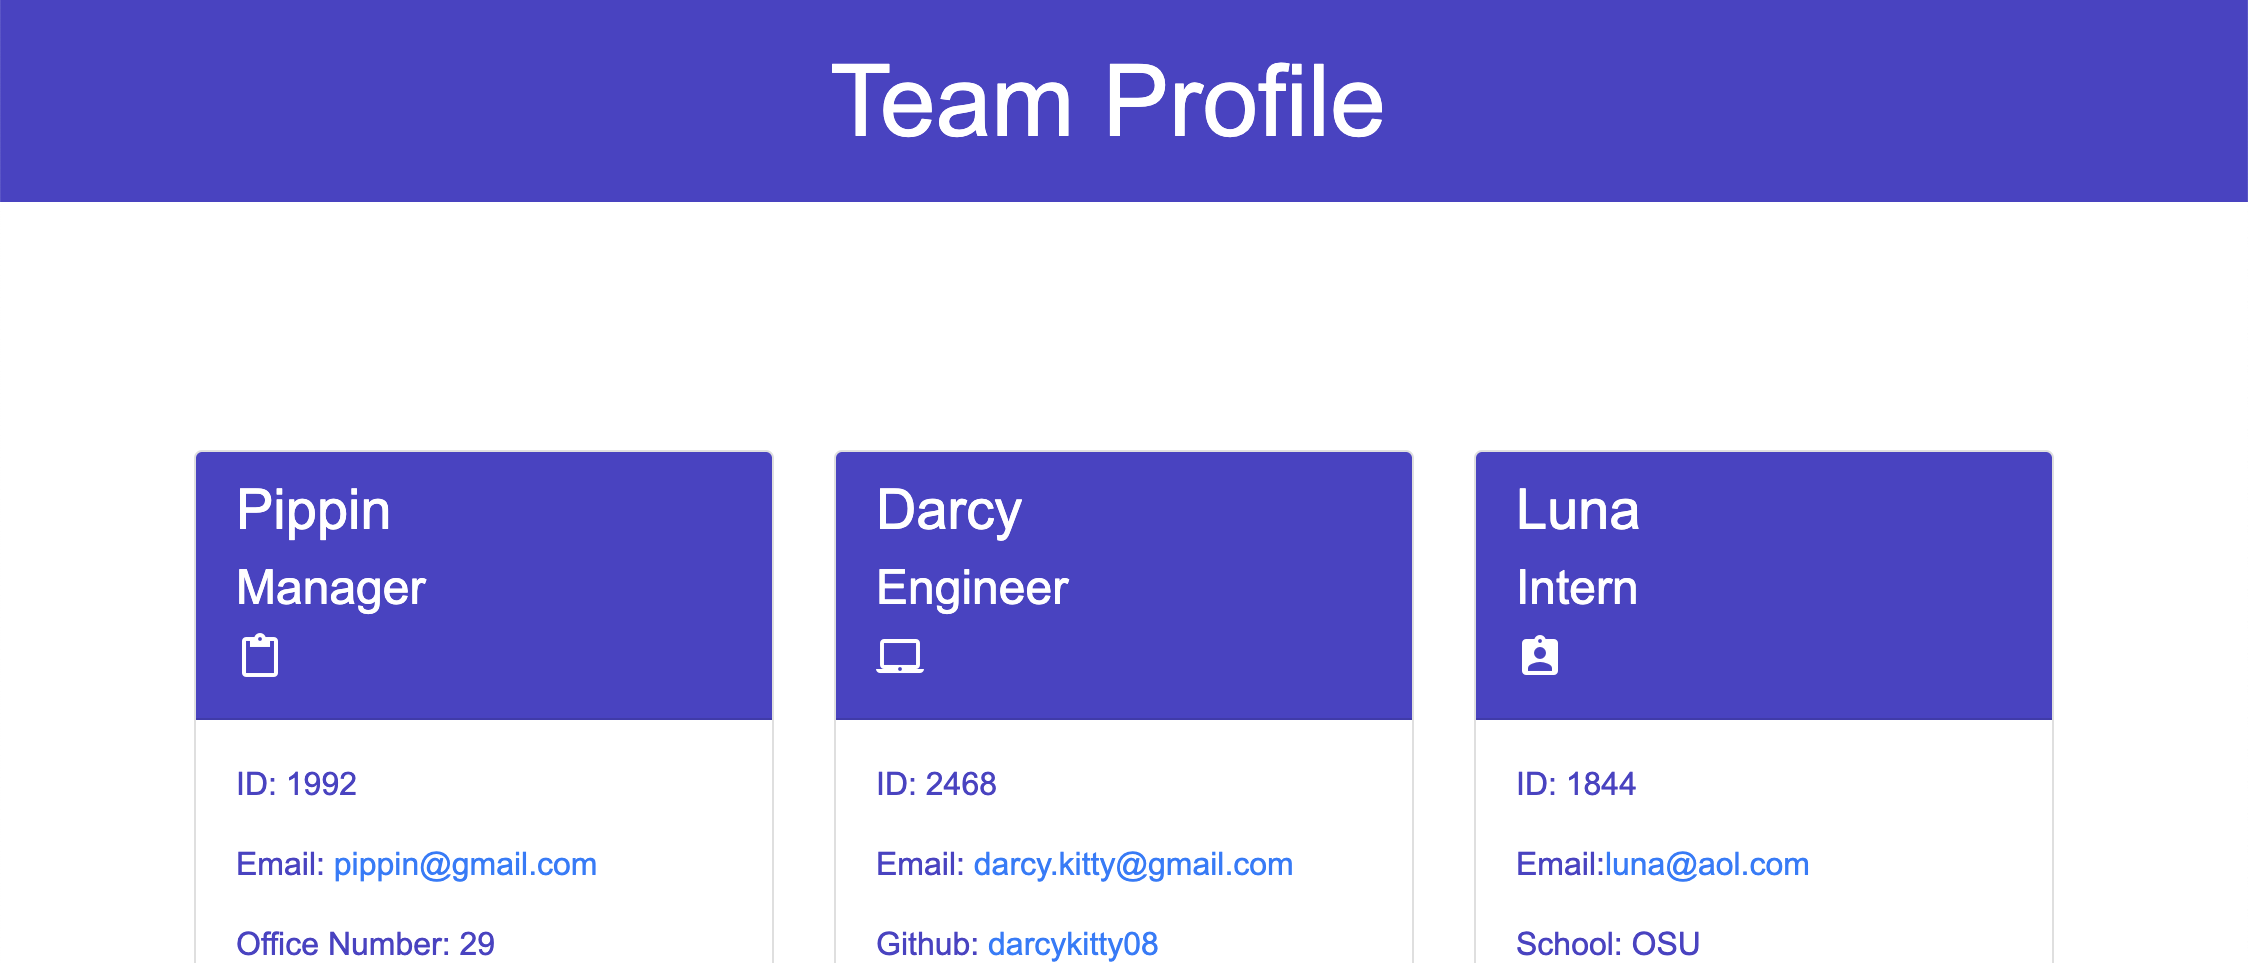 Team Profile
Pippin
Manager
ID: 1992
Email: pippin@gmail.com
Office Number: 29
Darcy
Engineer
ID: 2468
Email: darcy.kitty@gmail.com
Github: darcykitty08
Luna
Intern
ID: 1844
Email:luna@aol.com
School: OSU